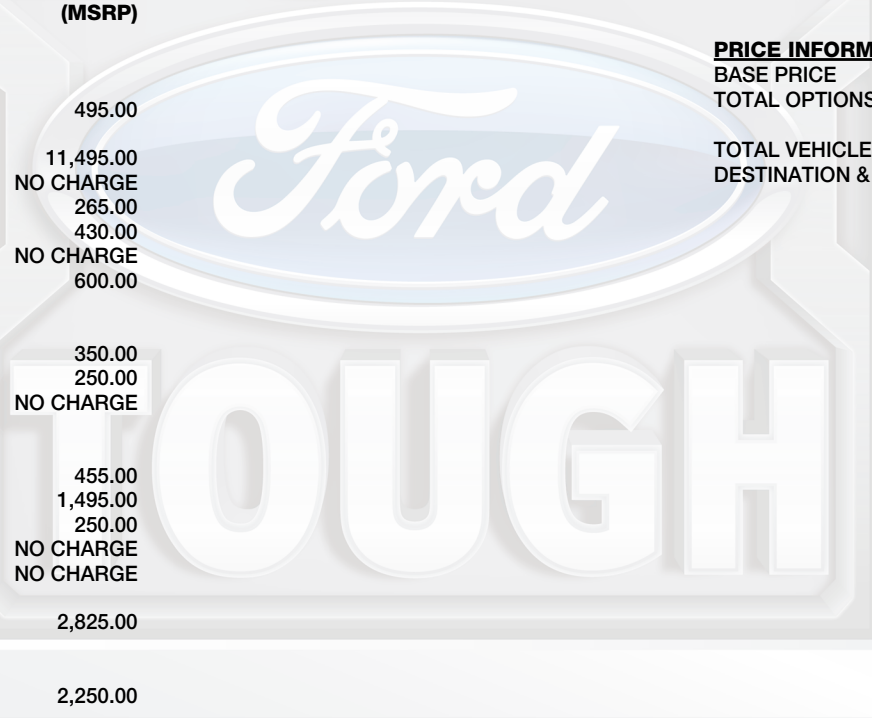 (MSRP)
495.00
11,495.00
NO CHARGE
265.00
430.00
NO CHARGE
600.00
350.00
250.00
NO CHARGE
455.00
1,495.00
250.00
NO CHARGE
NO CHARGE
2,825.00
2,250.00
PRICE INFORM
BASE PRICE
TOTAL OPTIONS
TOTAL VEHICLE
DESTINATION &
Ford
TOUGH